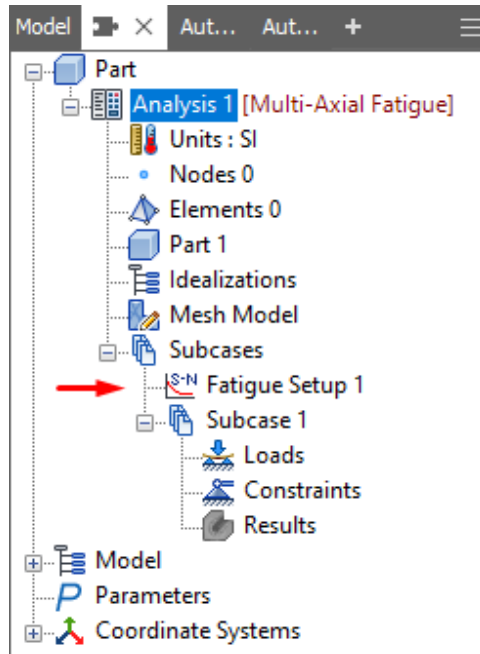 Model Aut... Aut... +
Part
Analysis 1 [Multi-Axial Fatigue]
Units : SI
Nodes 0
Elements 0
Part 1
Idealizations
Mesh Model
Subcases
S-N Fatigue Setup 1
Subcase 1
Loads
Constraints
Results
Model
Parameters
Coordinate Systems